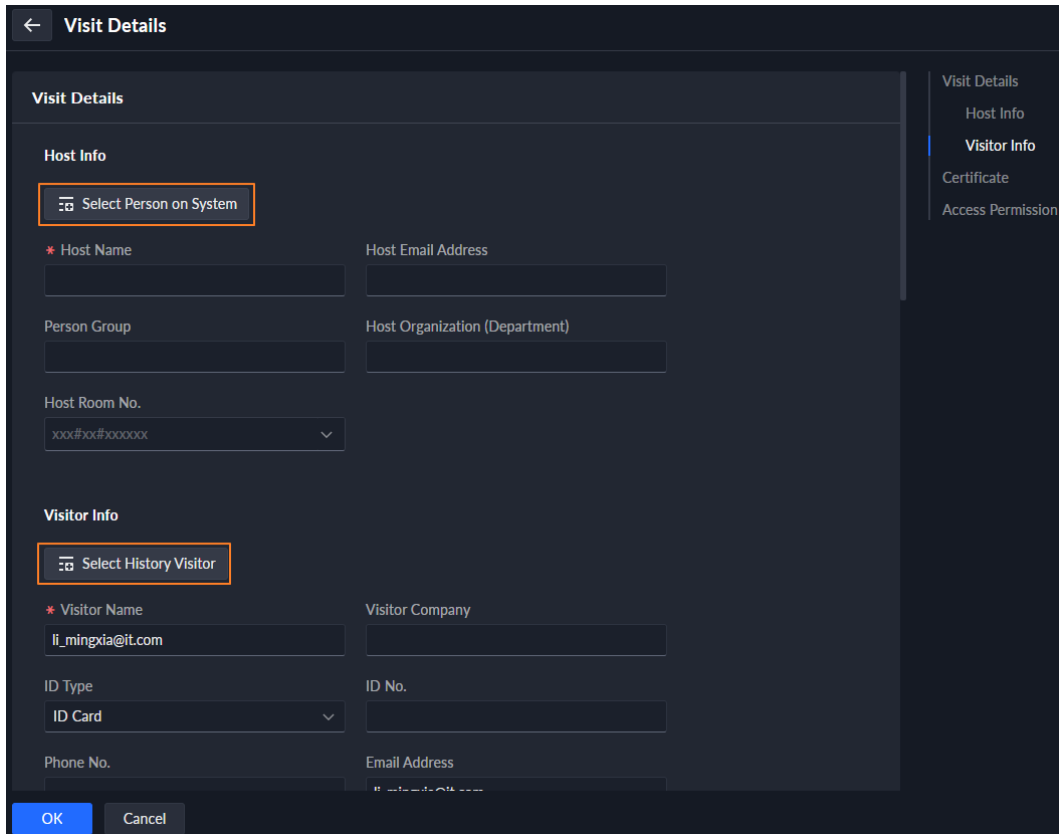 Visit Details
Visit Details
Host Info
Select Person on System
* Host Name
Host Email Address
Person Group
Host Organization (Department)
Host Room No.
xxx#xx#xxxxxx
Visitor Info
Select History Visitor
* Visitor Name
Visitor Company
li_mingxia@it.com
ID Type
ID No.
ID Card
Phone No.
Email Address
li_mingxia@it.com
OK
Cancel
Visit Details
Host Info
Visitor Info
Certificate
Access Permission